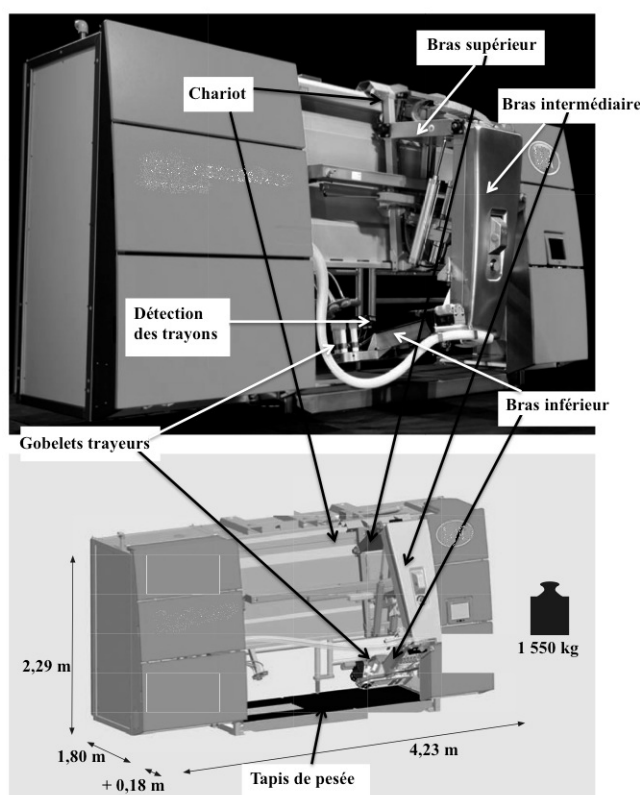 Bras supérieur
Chariot
Bras intermédiaire
Détection
des trayons
Bras inférieur
Gobelets trayeurs
2,29 m
1 550 kg
1,80 m
4,23 m
+ 0,18 m
Tapis de pesée